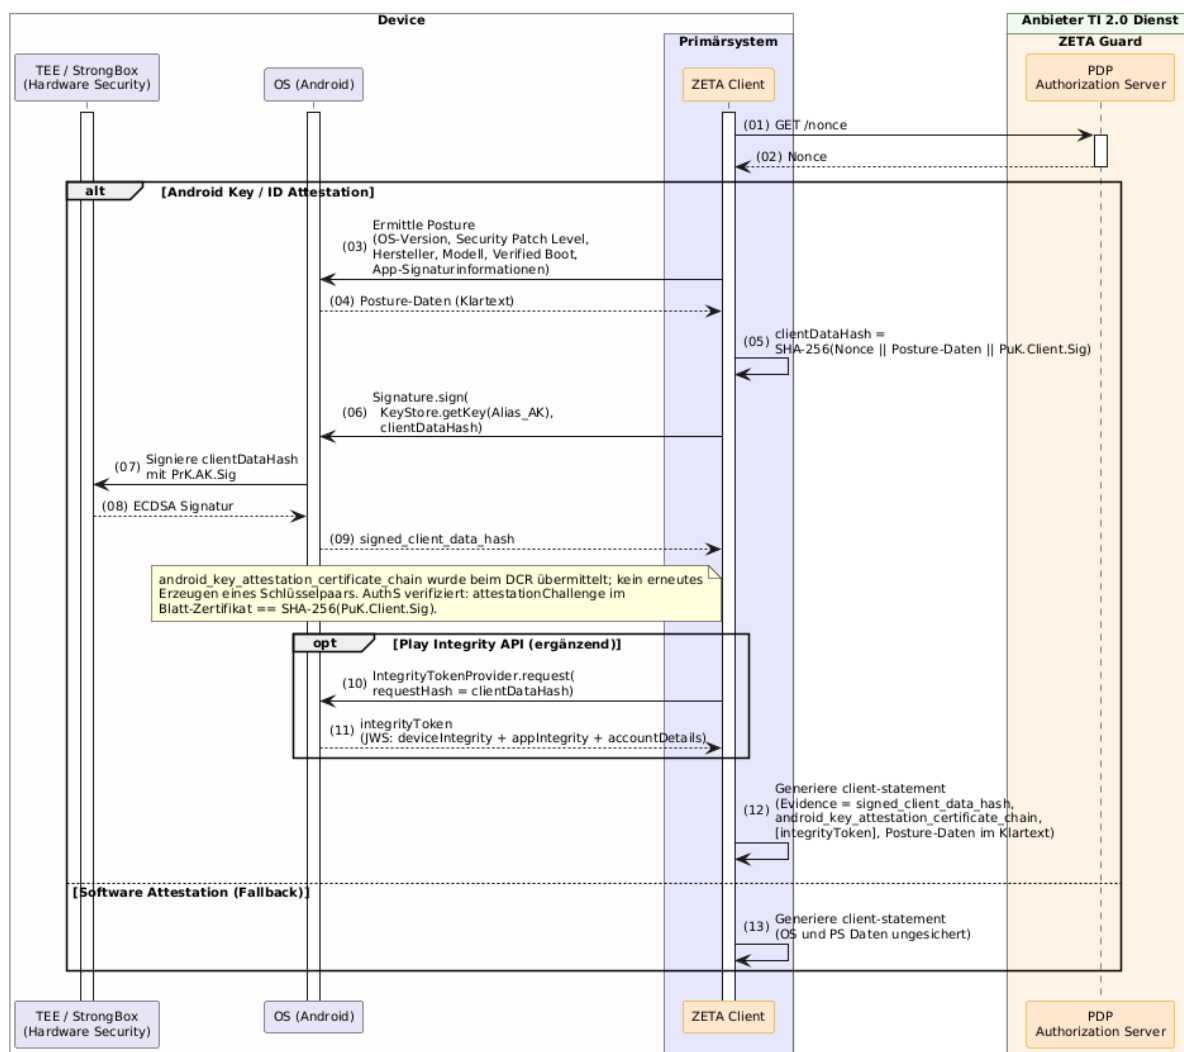 Device
Anbieter TI 2.0 Dienst
Primärsystem
ZETA Guard
TEE / StrongBox
(Hardware Security)
OS (Android)
ZETA Client
PDP
Authorization Server
(01) GET /nonce
(02) Nonce
alt
[Android Key / ID Attestation]
(03) Ermittle Posture
(OS-Version, Security Patch Level,
Hersteller, Modell, Verified Boot,
App-Signaturinformationen)
(04) Posture-Daten (Klartext)
(05) clientDataHash =
SHA-256(Nonce || Posture-Daten || PuK.Client.Sig)
(06) Signature.sign(
KeyStore.getKey(Alias_AK),
clientDataHash)
(07) Signiere clientDataHash
mit PrK.AK.Sig
(08) ECDSA Signatur
(09) signed_client_data_hash
android_key_attestation_certificate_chain wurde beim DCR übermittelt; kein erneutes
Erzeugen eines Schlüsselpaars. AuthS verifiziert: attestationChallenge im
Blatt-Zertifikat == SHA-256(PuK.Client.Sig).
opt
[Play Integrity API (ergänzend)]
(10) IntegrityTokenProvider.request(
requestHash = clientDataHash)
(11) integrityToken
(JWS: deviceIntegrity + appIntegrity + accountDetails)
(12) Generiere client-statement
(Evidence = signed_client_data_hash,
android_key_attestation_certificate_chain,
[integrityToken], Posture-Daten im Klartext)
[Software Attestation (Fallback)]
(13) Generiere client-statement
(OS und PS Daten ungesichert)
TEE / StrongBox
(Hardware Security)
OS (Android)
ZETA Client
PDP
Authorization Server